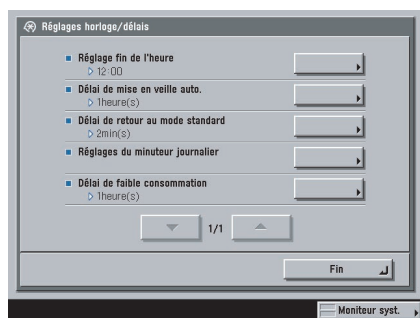 Réglages horloge/délais
Réglage fin de l'heure
12:00
Délai de mise en veille auto.
1heure(s)
Délai de retour au mode standard
2min(s)
Réglages du minuteur journalier
Délai de faible consommation
1heure(s)
1/1
Fin
Moniteur syst.